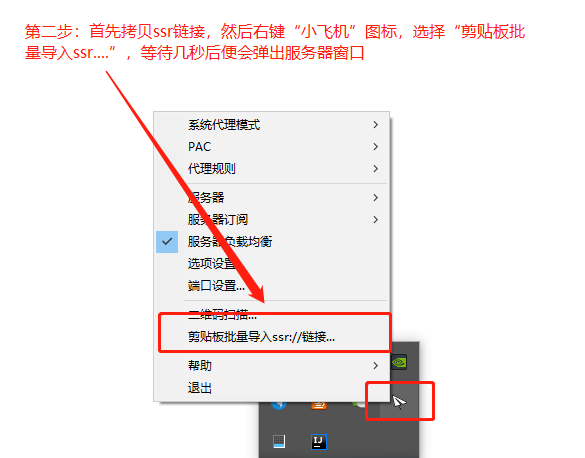 第二步：首先拷贝ssr链接，然后右键“小飞机”图标，选择“剪贴板批
量导入ssr....”，等待几秒后便会弹出服务器窗口
系统代理模式
PAC
代理规则
服务器
服务器订阅
服务器负载均衡
选项设置...
端口设置...
二维码扫描...
剪贴板批量导入ssr://链接...
帮助
退出
IJ